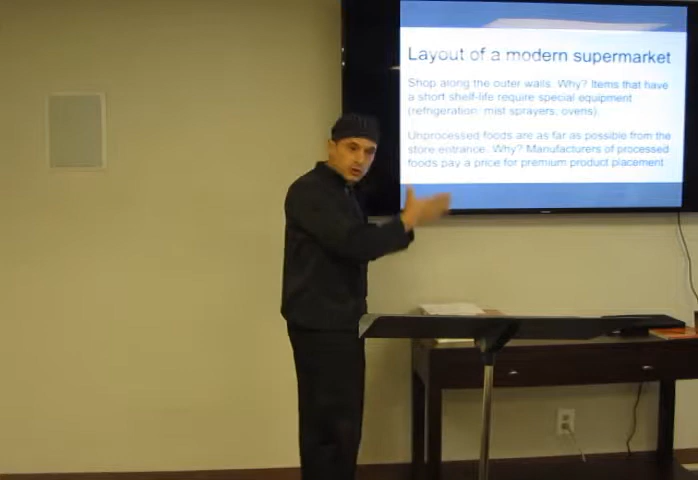 Layout of a modern supermarket
Shop along the outer walls. Why? Items that have
a short shelf-life require special equipment
(refrigeration, mist sprayers, ovens).
Unprocessed foods are as far as possible from the
store entrance. Why? Manufacturers of processed
foods pay a price for premium product placement.